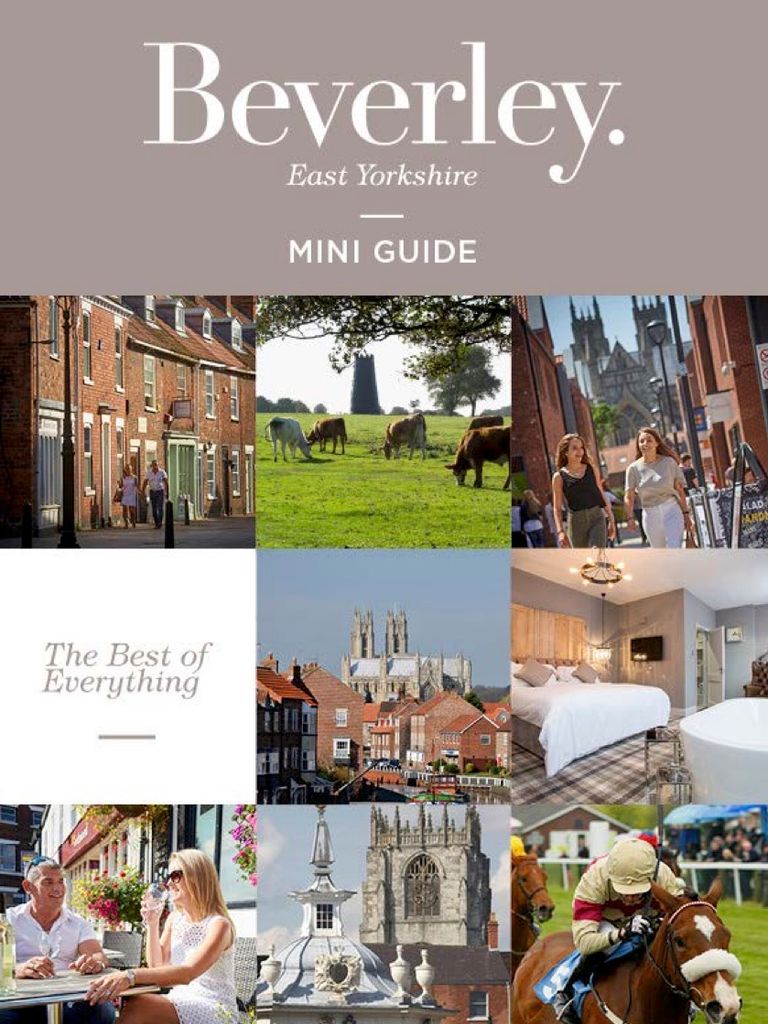 Beverley.
East Yorkshire
MINI GUIDE
The Best of
Everything